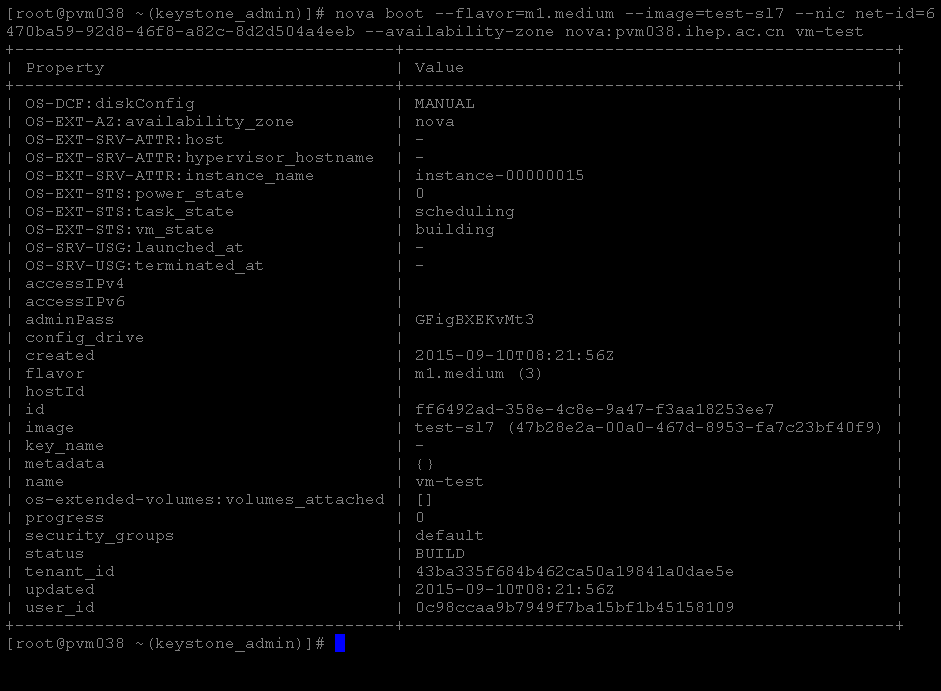 [root@pvm038 ~(keystone_admin)]# nova boot --flavor=m1.medium --image=test-sl7 --nic net-id=6
470ba59-92d8-46f8-a82c-8d2d504a4eeb --availability-zone nova:pvm038.ihep.ac.cn vm-test
+--------------------------------------+--------------------------------------------------+
| Property                             | Value                                            |
+--------------------------------------+--------------------------------------------------+
| OS-DCF:diskConfig                    | MANUAL                                           |
| OS-EXT-AZ:availability_zone          | nova                                             |
| OS-EXT-SRV-ATTR:host                 | -                                                |
| OS-EXT-SRV-ATTR:hypervisor_hostname  | -                                                |
| OS-EXT-SRV-ATTR:instance_name        | instance-00000015                                |
| OS-EXT-STS:power_state               | 0                                                |
| OS-EXT-STS:task_state                | scheduling                                       |
| OS-EXT-STS:vm_state                  | building                                         |
| OS-SRV-USG:launched_at               | -                                                |
| OS-SRV-USG:terminated_at             | -                                                |
| accessIPv4                           |                                                  |
| accessIPv6                           |                                                  |
| adminPass                            | GFigBXEKvMt3                                     |
| config_drive                         |                                                  |
| created                              | 2015-09-10T08:21:56Z                             |
| flavor                               | m1.medium (3)                                    |
| hostId                               |                                                  |
| id                                   | ff6492ad-358e-4c8e-9a47-f3aa18253ee7             |
| image                                | test-sl7 (47b28e2a-00a0-467d-8953-fa7c23bf40f9)  |
| key_name                             | -                                                |
| metadata                             | {}                                               |
| name                                 | vm-test                                          |
| os-extended-volumes:volumes_attached | []                                               |
| progress                             | 0                                                |
| security_groups                      | default                                          |
| status                               | BUILD                                            |
| tenant_id                            | 43ba335f684b462ca50a19841a0dae5e                 |
| updated                              | 2015-09-10T08:21:56Z                             |
| user_id                              | 0c98ccaa9b7949f7ba15bf1b45158109                 |
+--------------------------------------+--------------------------------------------------+
[root@pvm038 ~(keystone_admin)]#